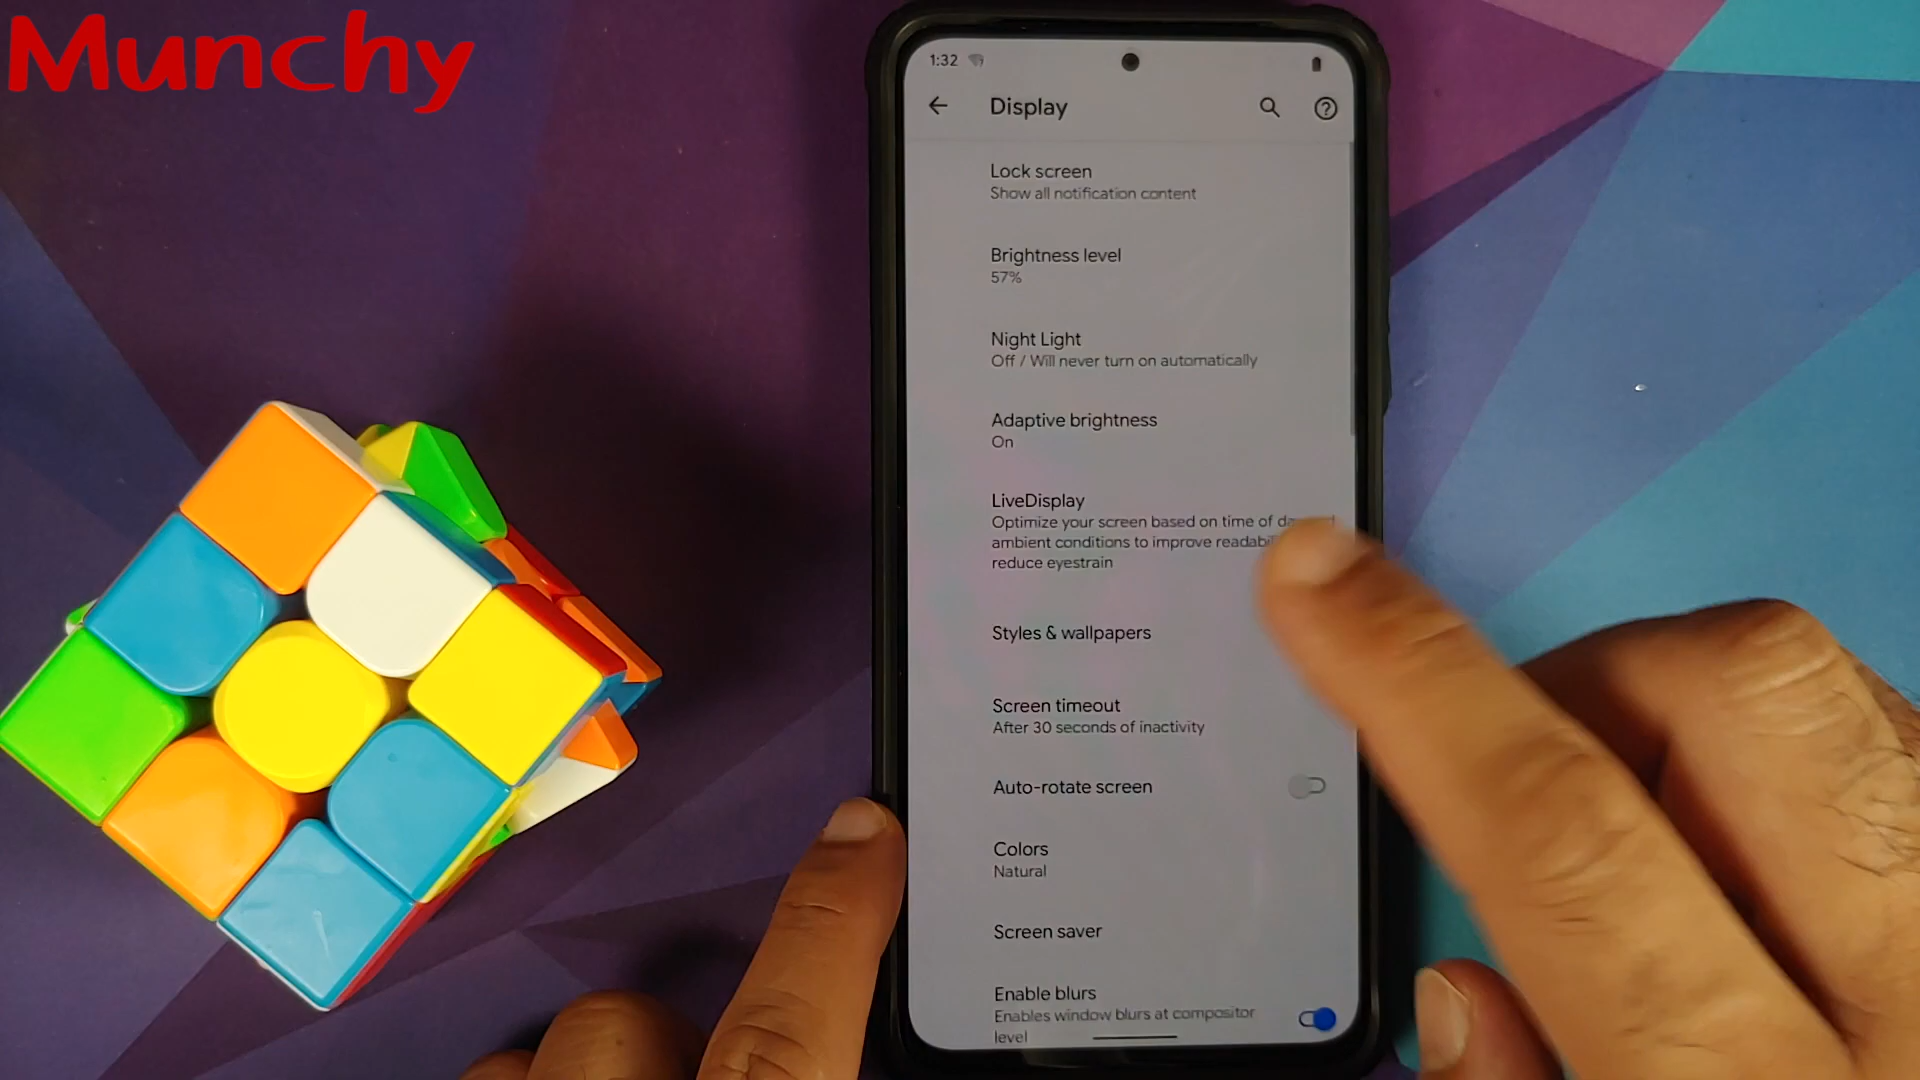 Munchy
1:32
Display
Lock screen
Show all notification content
Brightness level
57%
Night Light
Off / Will never turn on automatically
Adaptive brightness
On
LiveDisplay
Optimize your screen based on time of
ambient conditions to improve
reduce eyestrain
Styles & wallpapers
Screen timeout
After 30 seconds of inactivity
Auto-rotate screen
Colors
Natural
Screen saver
Enable blurs
Enables window blurs at compositor
level